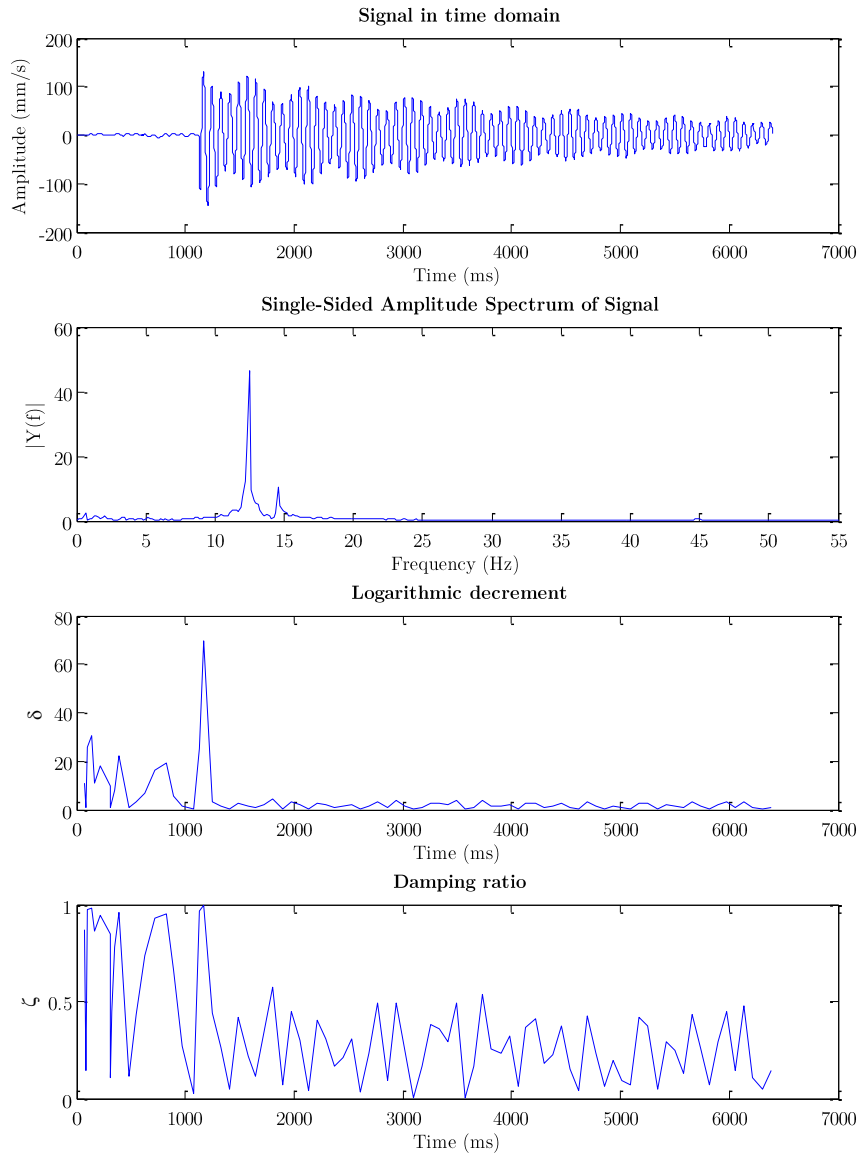 Signal in time domain
Amplitude (mm/s)
200
100
0
-100
-200
0 1000 2000 3000 4000 5000 6000 7000
Time (ms)
Single-Sided Amplitude Spectrum of Signal
|Y(f)|
60
40
20
0
0 5 10 15 20 25 30 35 40 45 50 55
Frequency (Hz)
Logarithmic decrement
δ
80
60
40
20
0
0 1000 2000 3000 4000 5000 6000 7000
Time (ms)
Damping ratio
ζ
1
0.5
0
0 1000 2000 3000 4000 5000 6000 7000
Time (ms)